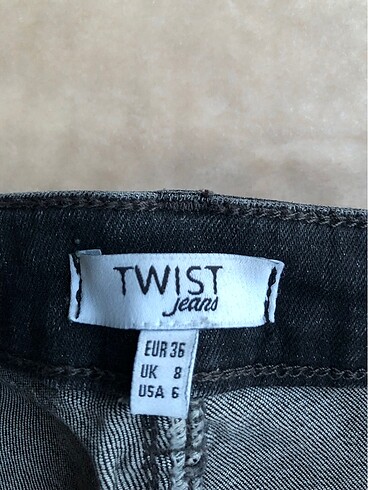 TWIST
jeans
EUR 36
UK 8
USA 6